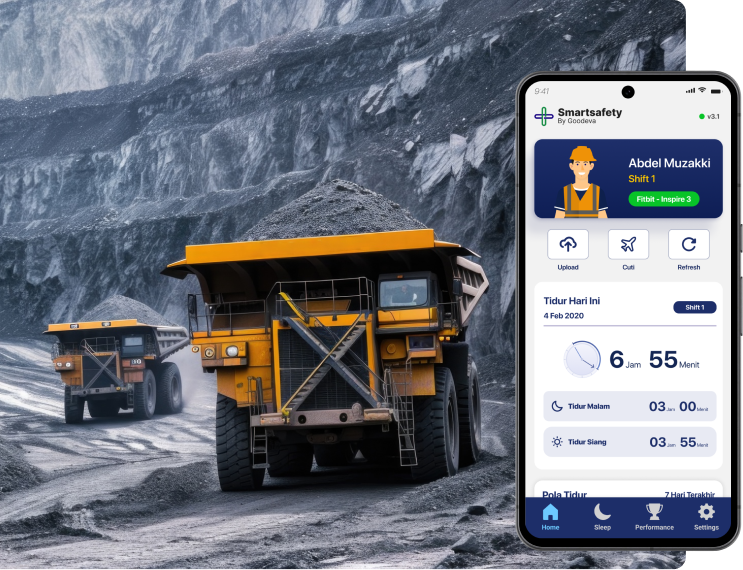 9:41
Smartsafety
By Goodeva
v3.1
Abdel Muzakki
Shift 1
Fitbit - Inspire 3
Upload
Cuti
Refresh
Tidur Hari Ini
4 Feb 2020
Shift 1
6 Jam 55 Menit
Tidur Malam 03 Jam 00 Menit
Tidur Siang 03 Jam 55 Menit
Pola Tidur 7 Hari Terakhir
Home
Sleep
Performance
Settings